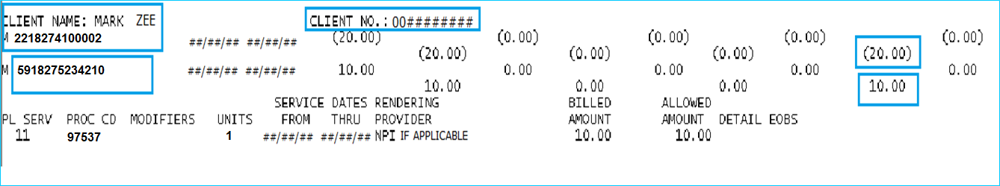 CLIENT NAME: MARK ZEE CLIENT NO.: 00########
M 2218274100002 ##/##/## ##/##/## (20.00) (0.00) (0.00) (0.00) (0.00)
(20.00) (0.00) (0.00) (20.00)
M 5918275234210 ##/##/## ##/##/## 10.00 0.00 0.00 0.00 0.00
10.00 0.00 0.00 10.00
SERVICE DATES RENDERING BILLED ALLOWED
PL SERV PROC CD MODIFIERS UNITS FROM THRU PROVIDER AMOUNT AMOUNT DETAIL EOBS
11 97537 1 ##/##/## ##/##/## NPI IF APPLICABLE 10.00 10.00